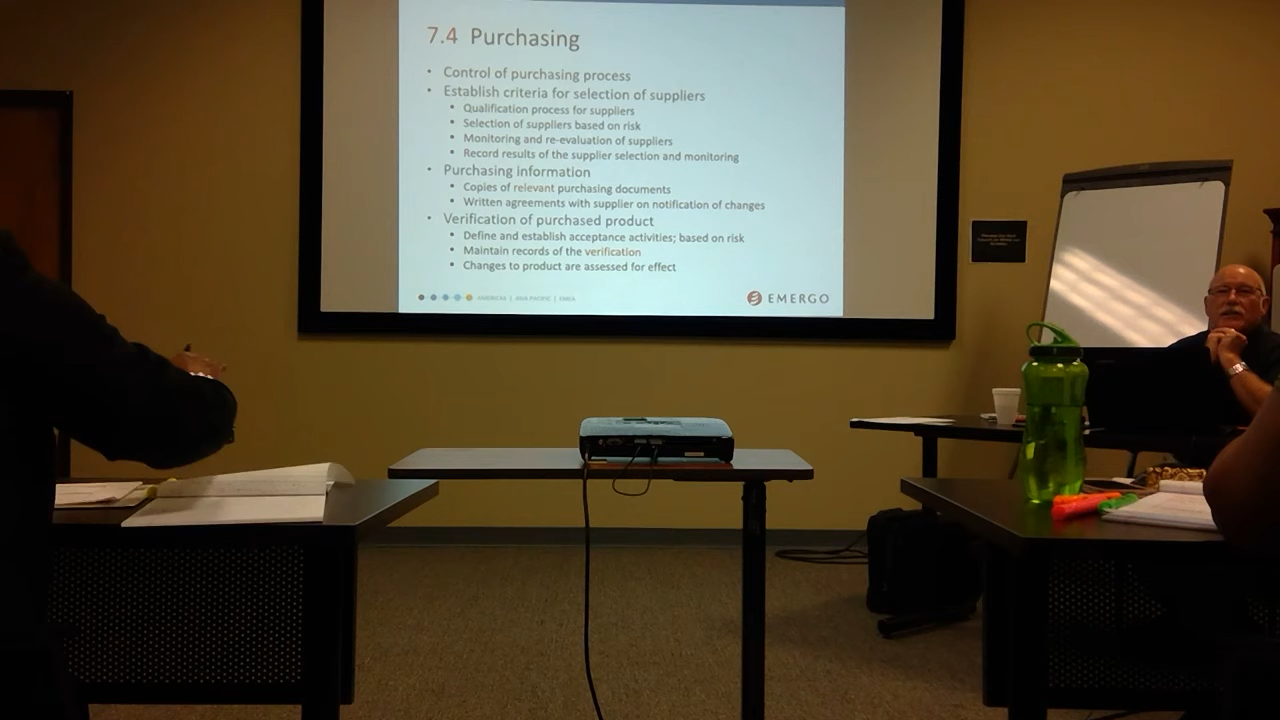 7.4 Purchasing
• Control of purchasing process
• Establish criteria for selection of suppliers
• Qualification process for suppliers
• Selection of suppliers based on risk
• Monitoring and re-evaluation of suppliers
• Record results of the supplier selection and monitoring
• Purchasing information
• Copies of relevant purchasing documents
• Written agreements with supplier on notification of changes
• Verification of purchased product
• Define and establish acceptance activities; based on risk
• Maintain records of the verification
• Changes to product are assessed for effect
AMERICAS | ASIA PACIFIC | EMEA
EMERGO